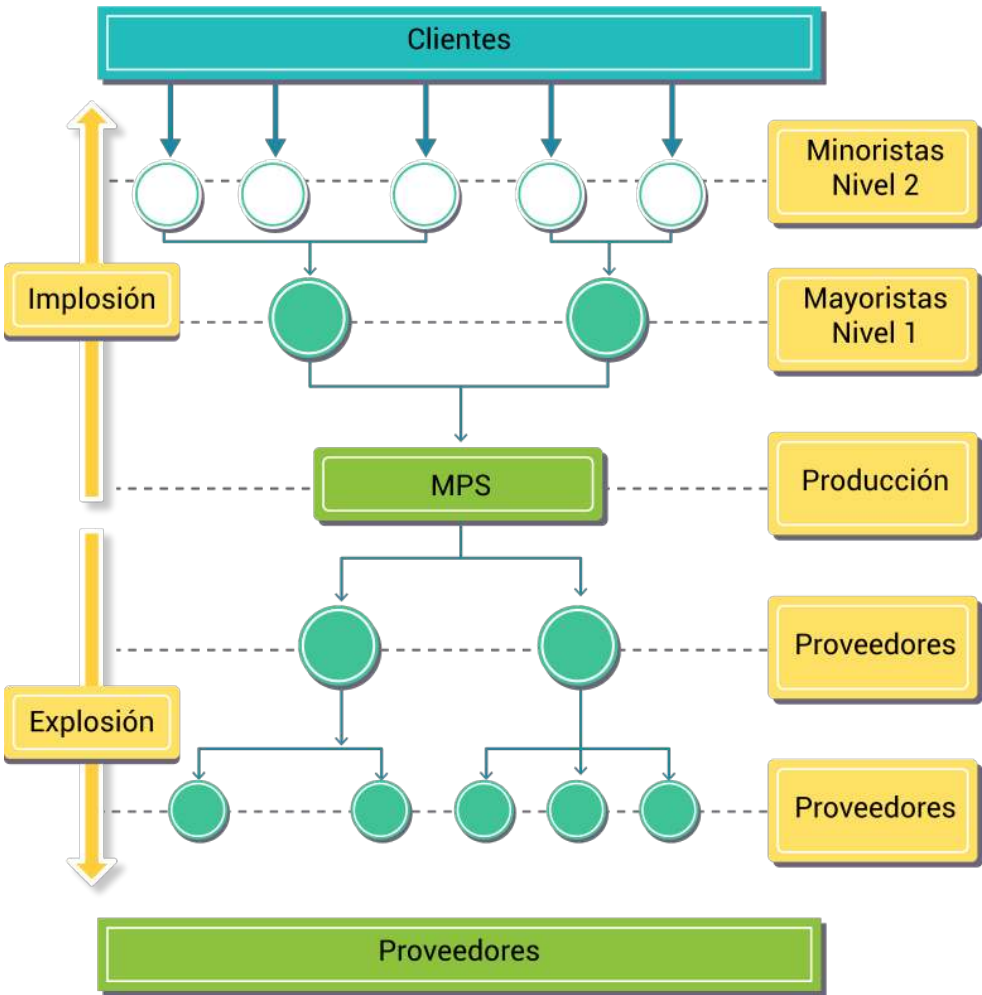 Clientes
Minoristas
Nivel 2
Implosión
Mayoristas
Nivel 1
MPS
Producción
Proveedores
Explosión
Proveedores
Proveedores